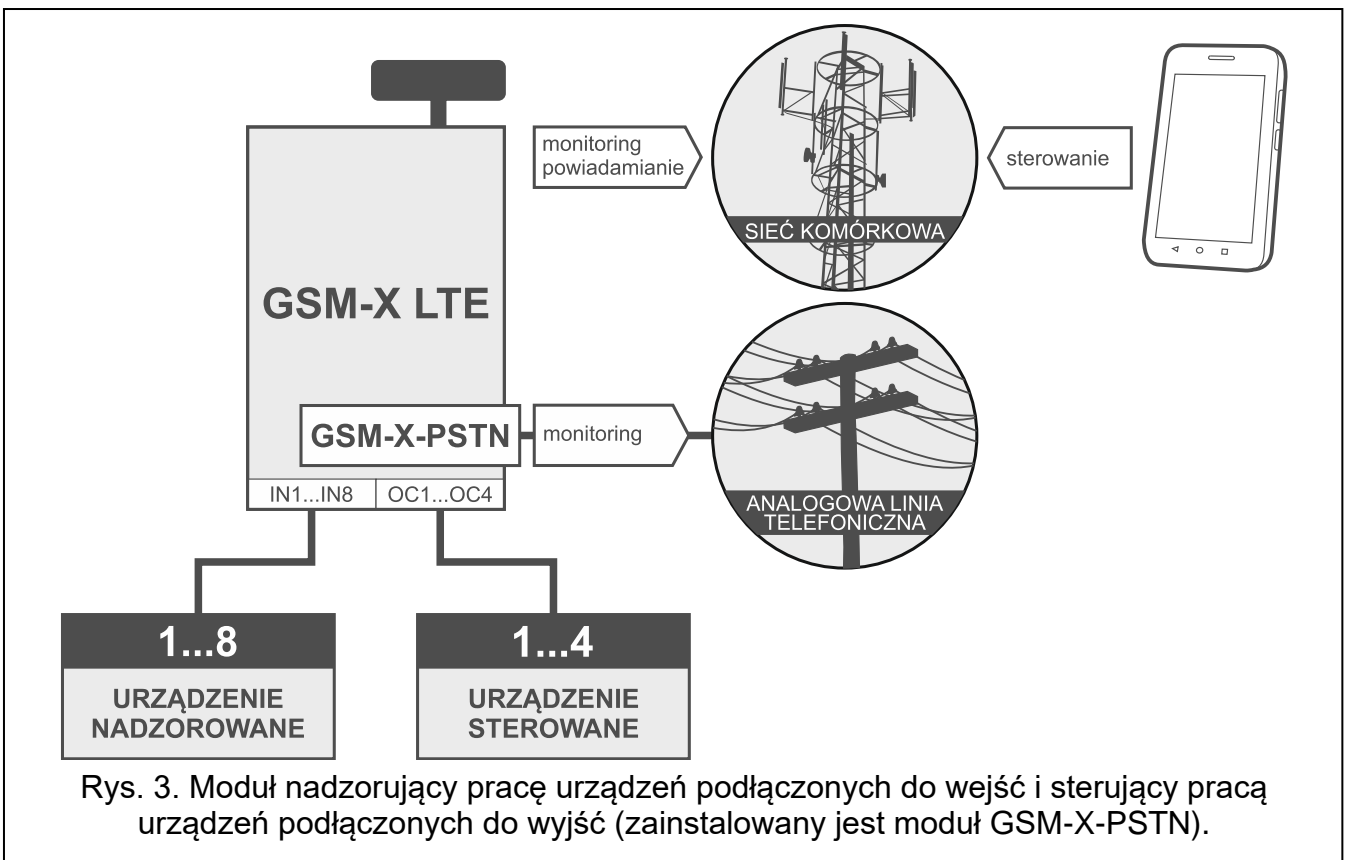 monitoring
powiadamianie
sterowanie
SIEĆ KOMÓRKOWA
GSM-X LTE
GSM-X-PSTN
monitoring
IN1...IN8
OC1...OC4
ANALOGOWA LINIA
TELEFONICZNA
1...8
URZĄDZENIE
NADZOROWANE
1...4
URZĄDZENIE
STEROWANE
Rys. 3. Moduł nadzorujący pracę urządzeń podłączonych do wejść i sterujący pracą
urządzeń podłączonych do wyjść (zainstalowany jest moduł GSM-X-PSTN).